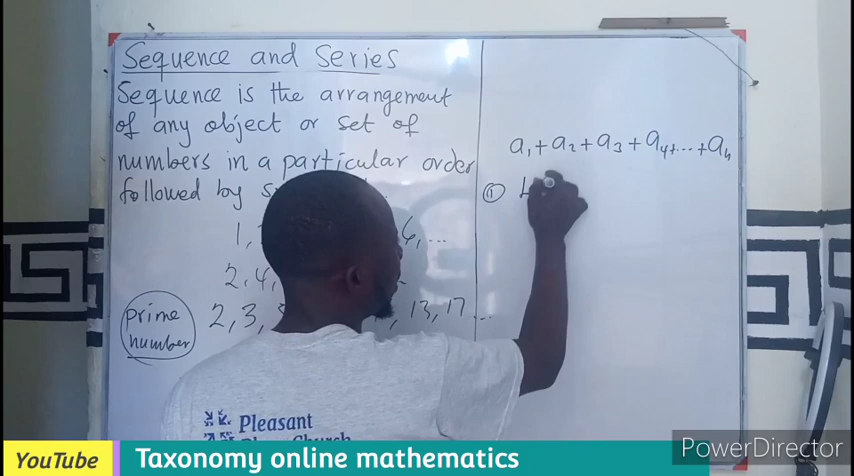 Sequence and Series
Sequence is the arrangement
of any object or set of
numbers in a particular order
followed by
1, 6, ...
2, 4,
2, 3, 13, 17 ...
prime
number
a₁ + a₂ + a₃ + a₄ + ... + aₙ
①
Pleasant
Church
YouTube
Taxonomy online mathematics
PowerDirector